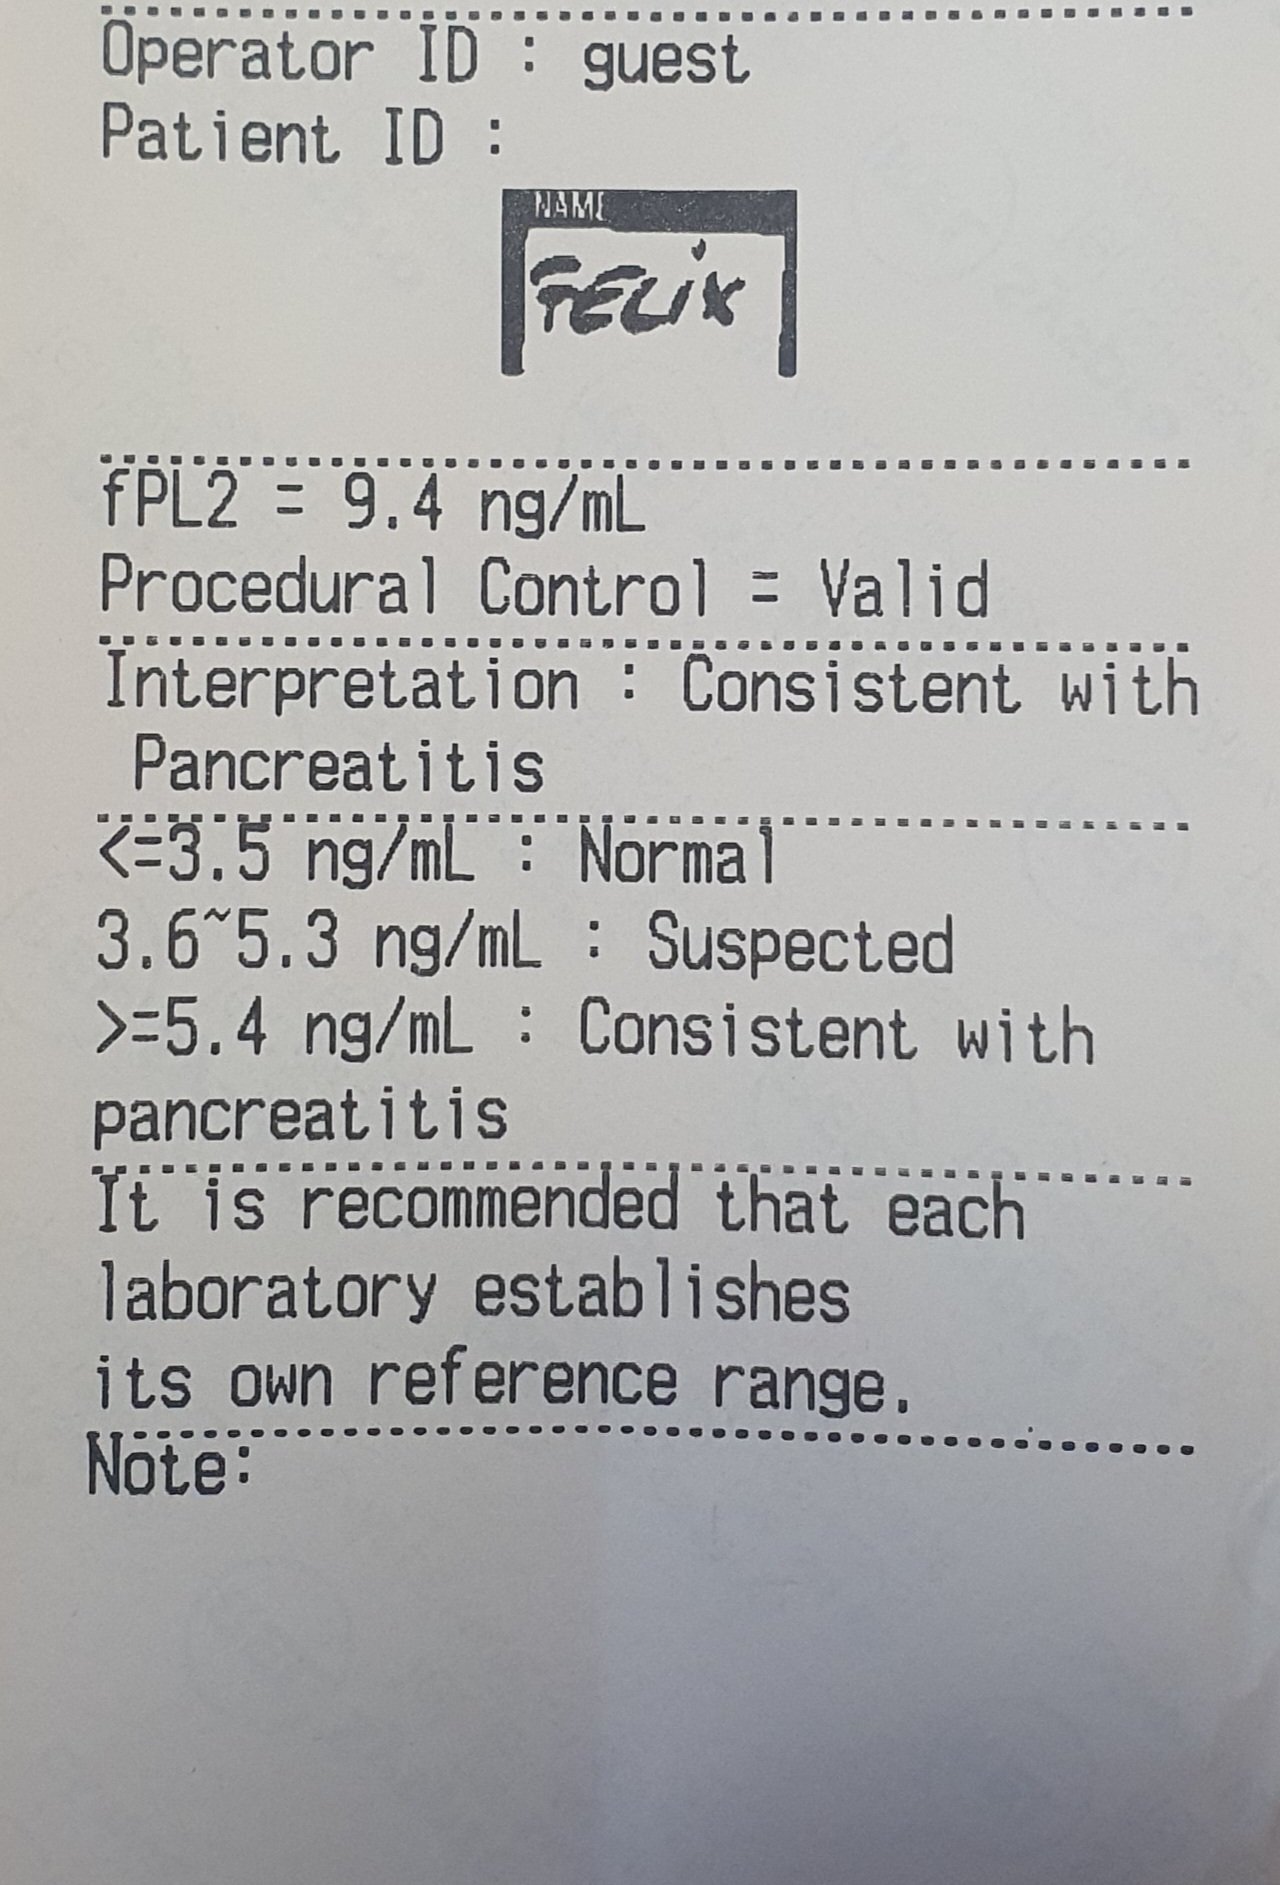 Operator ID : guest
Patient ID :
NAME
FELiX
fPL2 = 9.4 ng/mL
Procedural Control = Valid
Interpretation : Consistent with
Pancreatitis
<=3.5 ng/mL : Normal
3.6~5.3 ng/mL : Suspected
>=5.4 ng/mL : Consistent with
pancreatitis
It is recommended that each
laboratory establishes
its own reference range.
Note: